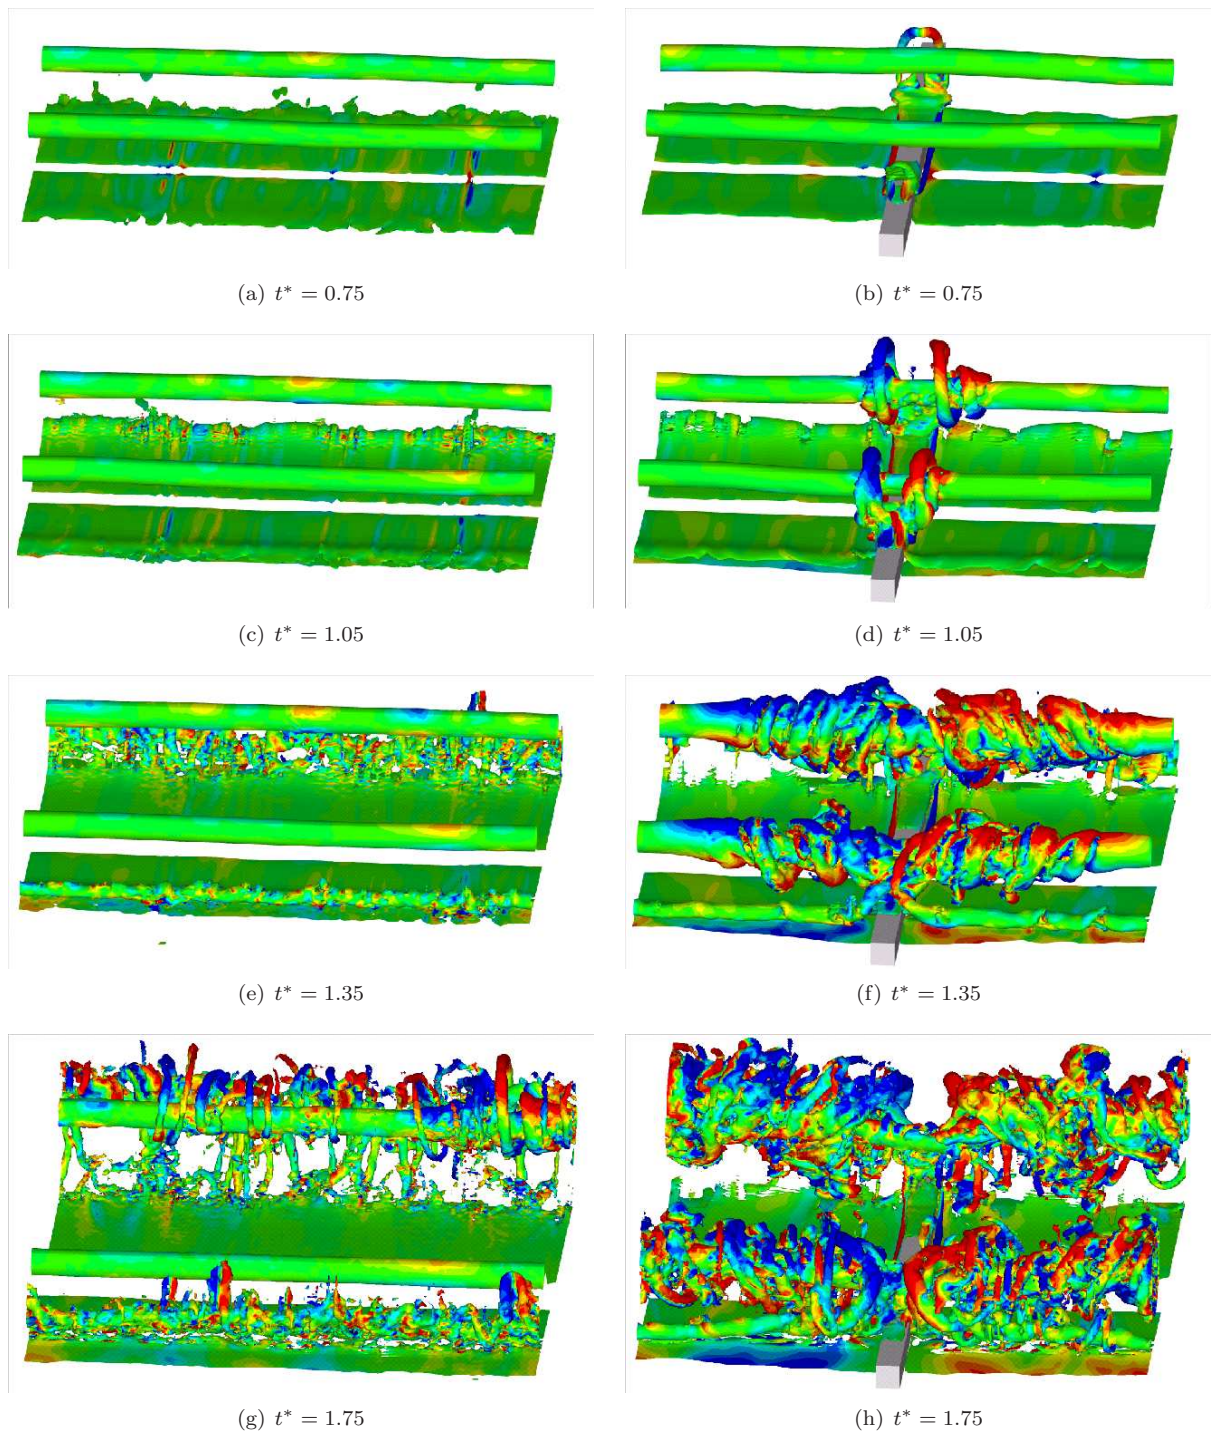 (a) t* = 0.75
(b) t* = 0.75
(c) t* = 1.05
(d) t* = 1.05
(e) t* = 1.35
(f) t* = 1.35
(g) t* = 1.75
(h) t* = 1.75